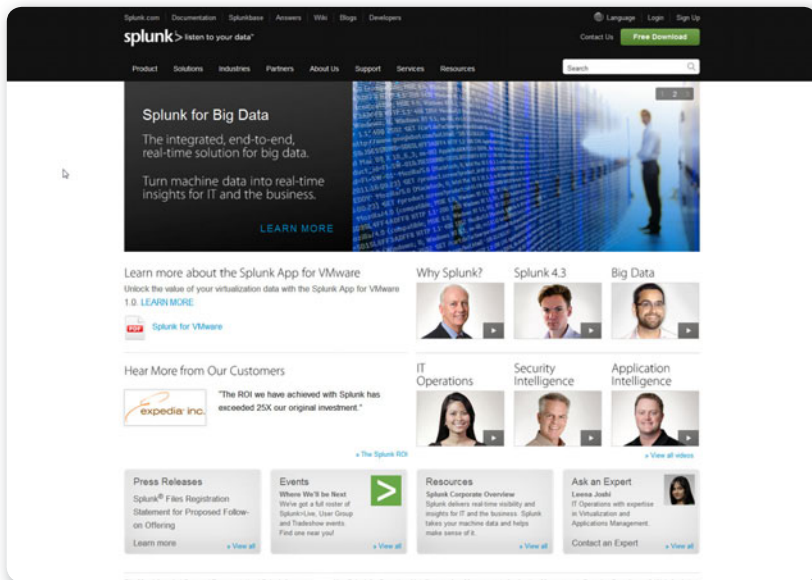 Splunk.com Documentation Splunkbase Answers Wiki Blogs Developers
Language Login Sign Up
splunk> listen to your data™
Contact Us Free Download
Product Solutions Industries Partners About Us Support Services Resources
Search
Splunk for Big Data
2
The integrated, end-to-end,
real-time solution for big data.
Turn machine data into real-time
insights for IT and the business.
LEARN MORE
Learn more about the Splunk App for VMware
Unlock the value of your virtualization data with the Splunk App for VMware
1.0. LEARN MORE
PDF Splunk for VMware
Why Splunk? Splunk 4.3 Big Data
Hear More from Our Customers
expedia inc.
"The ROI we have achieved with Splunk has
exceeded 25X our original investment."
» The Splunk ROI
IT
Operations
Security
Intelligence
Application
Intelligence
» View all videos
Press Releases
Splunk® Files Registration
Statement for Proposed Follow-
on Offering
Learn more » View all
Events
Where We'll be Next
We've got a full roster of
Splunk>Live, User Group
and Tradeshow events.
Find one near you!
» View all
Resources
Splunk Corporate Overview
Splunk delivers real-time visibility and
insights for IT and the business. Splunk
takes your machine data and helps
make sense of it.
» View all
Ask an Expert
Leena Joshi
IT Operations with expertise
in Virtualization and
Applications Management.
Contact an Expert » View all